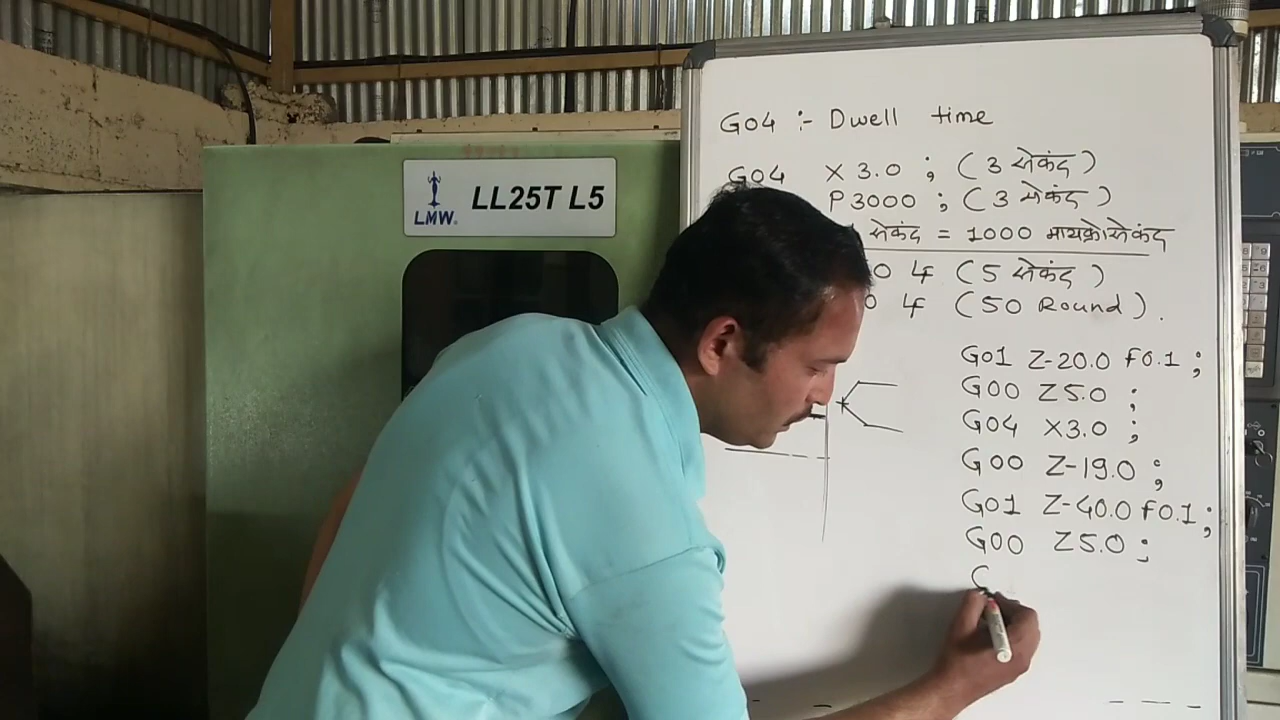 G04 :- Dwell time
G04 X 3.0 ; (3 सेकंद)
P3000 ; (3 सेकंद)
सेकंद = 1000 मायक्रोसेकंद
0 4 (5 सेकंद)
0 4 (50 Round).
G01 Z-20.0 F0.1 ;
G00 Z5.0 ;
G04 X3.0 ;
G00 Z-19.0 ;
G01 Z-40.0 F0.1 ;
G00 Z5.0 ;
LMW
LL25T L5